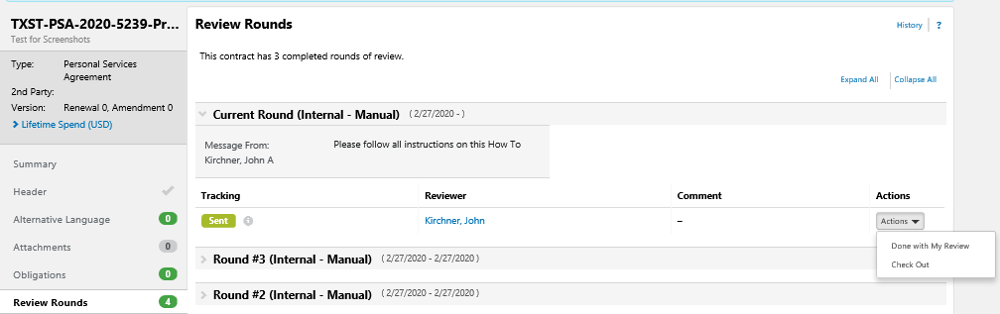 TXST-PSA-2020-5239-Pr...
Test for Screenshots
Type: Personal Services
Agreement
2nd Party:
Version: Renewal 0, Amendment 0
Lifetime Spend (USD)
Summary
Header
Alternative Language 0
Attachments 0
Obligations 0
Review Rounds 4
Review Rounds
History ?
This contract has 3 completed rounds of review.
Expand All Collapse All
Current Round (Internal - Manual) ( 2/27/2020 - )
Message From: Please follow all instructions on this How To
Kirchner, John A
Tracking Reviewer Comment Actions
Sent Kirchner, John – Actions
Done with My Review
Check Out
Round #3 (Internal - Manual) ( 2/27/2020 - 2/27/2020 )
Round #2 (Internal - Manual) ( 2/27/2020 - 2/27/2020 )